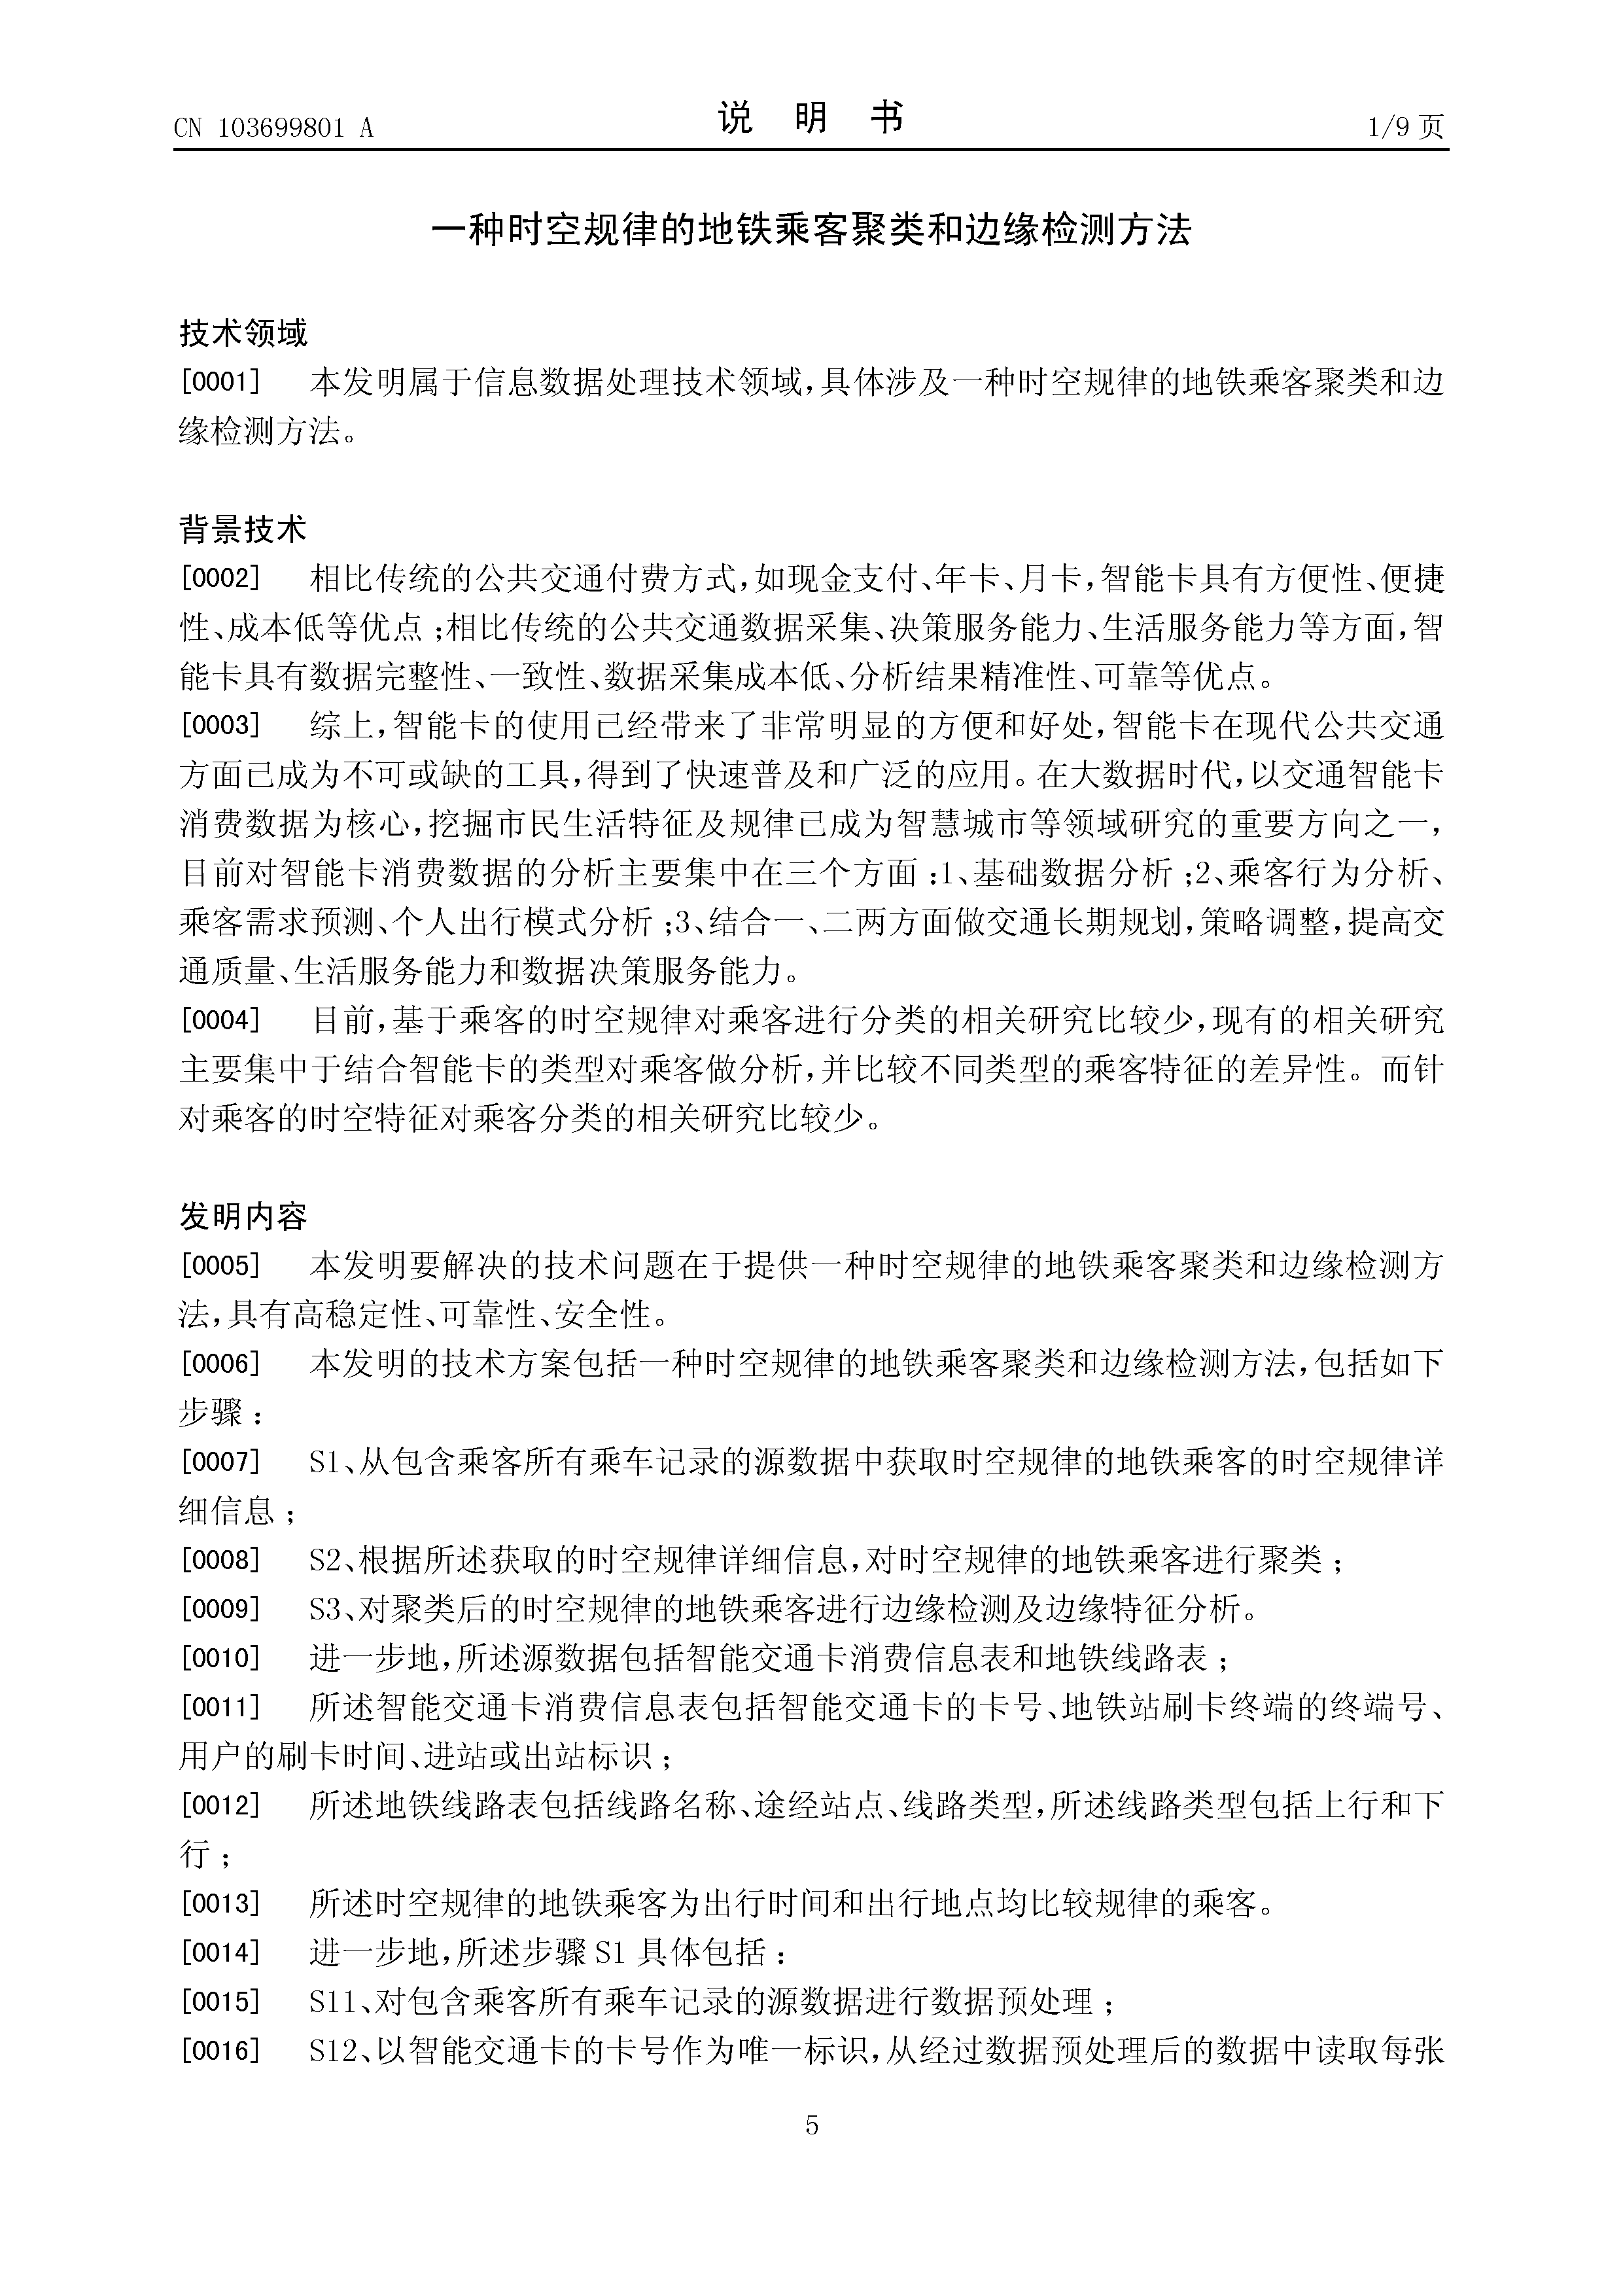 CN 103699801 A
说 明 书
1/9 页
一种时空规律的地铁乘客聚类和边缘检测方法
技术领域
[0001] 本发明属于信息数据处理技术领域,具体涉及一种时空规律的地铁乘客聚类和边
缘检测方法。
背景技术
[0002] 相比传统的公共交通付费方式,如现金支付、年卡、月卡,智能卡具有方便性、便捷
性、成本低等优点;相比传统的公共交通数据采集、决策服务能力、生活服务能力等方面,智
能卡具有数据完整性、一致性、数据采集成本低、分析结果精准性、可靠等优点。
[0003] 综上,智能卡的使用已经带来了非常明显的方便和好处,智能卡在现代公共交通
方面已成为不可或缺的工具,得到了快速普及和广泛的应用。在大数据时代,以交通智能卡
消费数据为核心,挖掘市民生活特征及规律已成为智慧城市等领域研究的重要方向之一,
目前对智能卡消费数据的分析主要集中在三个方面:1、基础数据分析;2、乘客行为分析、
乘客需求预测、个人出行模式分析;3、结合一、二两方面做交通长期规划,策略调整,提高交
通质量、生活服务能力和数据决策服务能力。
[0004] 目前,基于乘客的时空规律对乘客进行分类的相关研究比较少,现有的相关研究
主要集中于结合智能卡的类型对乘客做分析,并比较不同类型的乘客特征的差异性。而针
对乘客的时空特征对乘客分类的相关研究比较少。
发明内容
[0005] 本发明要解决的技术问题在于提供一种时空规律的地铁乘客聚类和边缘检测方
法,具有高稳定性、可靠性、安全性。
[0006] 本发明的技术方案包括一种时空规律的地铁乘客聚类和边缘检测方法,包括如下
步骤:
[0007] S1、从包含乘客所有乘车记录的源数据中获取时空规律的地铁乘客的时空规律详
细信息;
[0008] S2、根据所述获取的时空规律详细信息,对时空规律的地铁乘客进行聚类;
[0009] S3、对聚类后的时空规律的地铁乘客进行边缘检测及边缘特征分析。
[0010] 进一步地,所述源数据包括智能交通卡消费信息表和地铁线路表;
[0011] 所述智能交通卡消费信息表包括智能交通卡的卡号、地铁站刷卡终端的终端号、
用户的刷卡时间、进站或出站标识;
[0012] 所述地铁线路表包括线路名称、途经站点、线路类型,所述线路类型包括上行和下
行;
[0013] 所述时空规律的地铁乘客为出行时间和出行地点均比较规律的乘客。
[0014] 进一步地,所述步骤 S1 具体包括:
[0015] S11、对包含乘客所有乘车记录的源数据进行数据预处理;
[0016] S12、以智能交通卡的卡号作为唯一标识,从经过数据预处理后的数据中读取每张
5